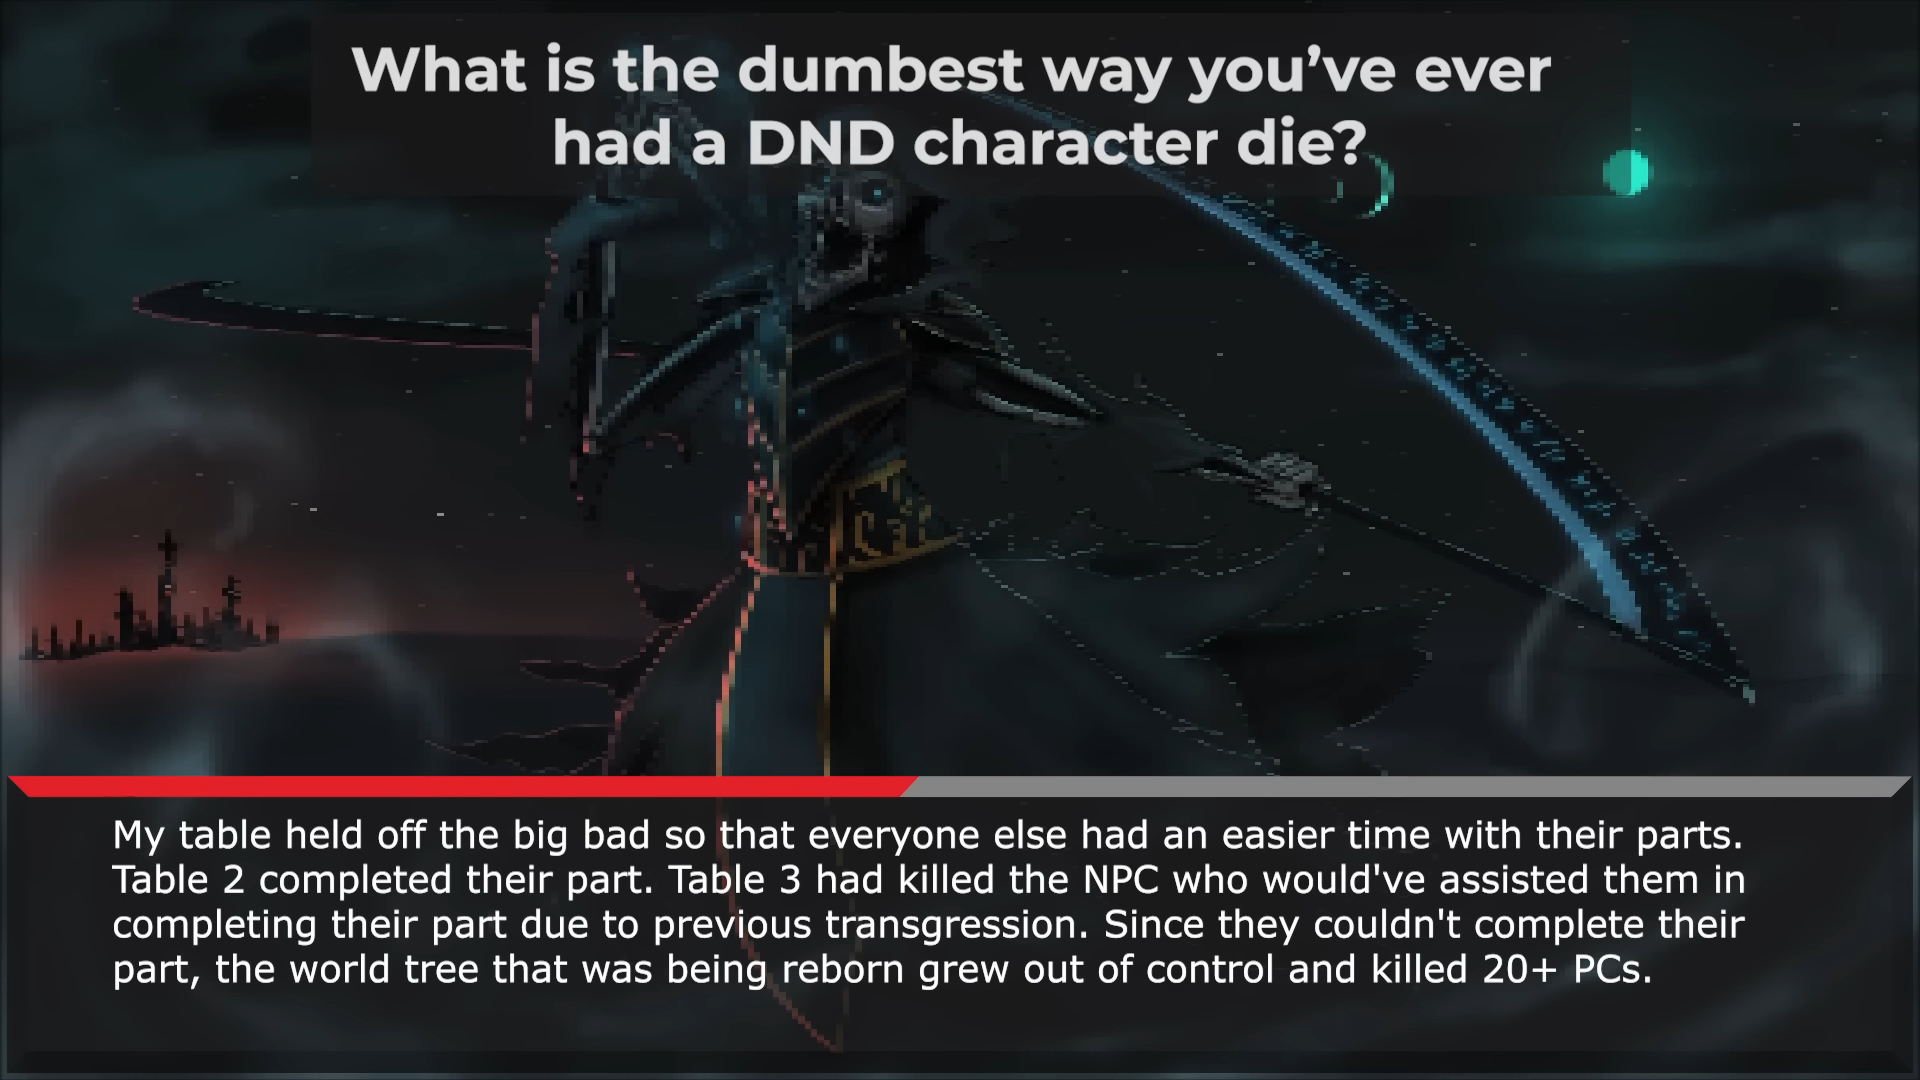 What is the dumbest way you’ve ever
had a DND character die?
My table held off the big bad so that everyone else had an easier time with their parts.
Table 2 completed their part. Table 3 had killed the NPC who would've assisted them in
completing their part due to previous transgression. Since they couldn't complete their
part, the world tree that was being reborn grew out of control and killed 20+ PCs.